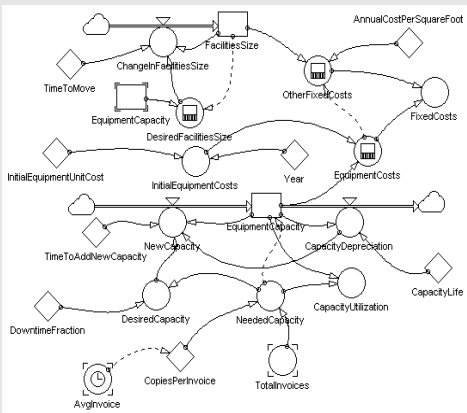 AnnualCostPerSquareFoot
FacilitiesSize
ChangeInFacilitiesSize
TimeToMove
OtherFixedCosts
EquipmentCapacity
FixedCosts
DesiredFacilitiesSize
InitialEquipmentUnitCost
InitialEquipmentCosts
Year
EquipmentCosts
EquipmentCapacity
NewCapacity
CapacityDepreciation
TimeToAddNewCapacity
CapacityLife
CapacityUtilization
DesiredCapacity
NeededCapacity
DowntimeFraction
CopiesPerInvoice
TotalInvoices
AvgInvoice